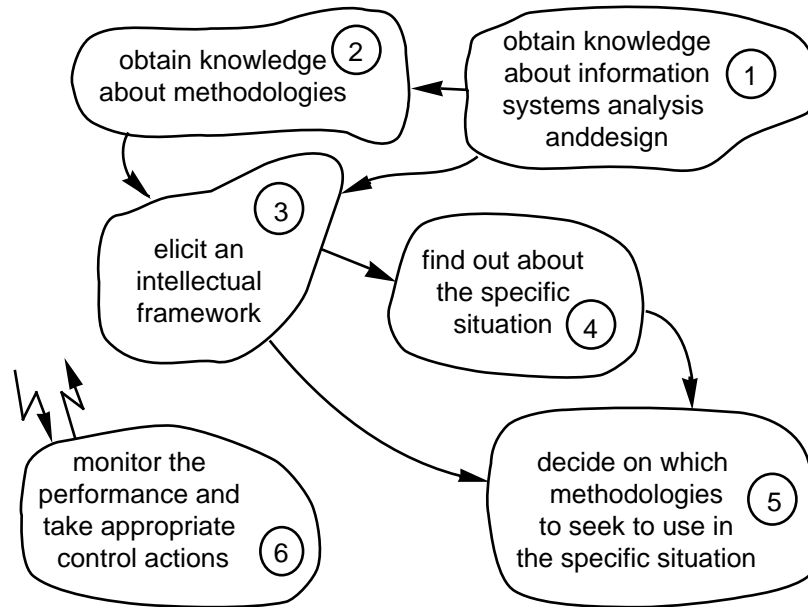 obtain knowledge
about information
systems analysis
anddesign
1
obtain knowledge
about methodologies
2
elicit an
intellectual
framework
3
find out about
the specific
situation
4
decide on which
methodologies
to seek to use in
the specific situation
5
monitor the
performance and
take appropriate
control actions
6